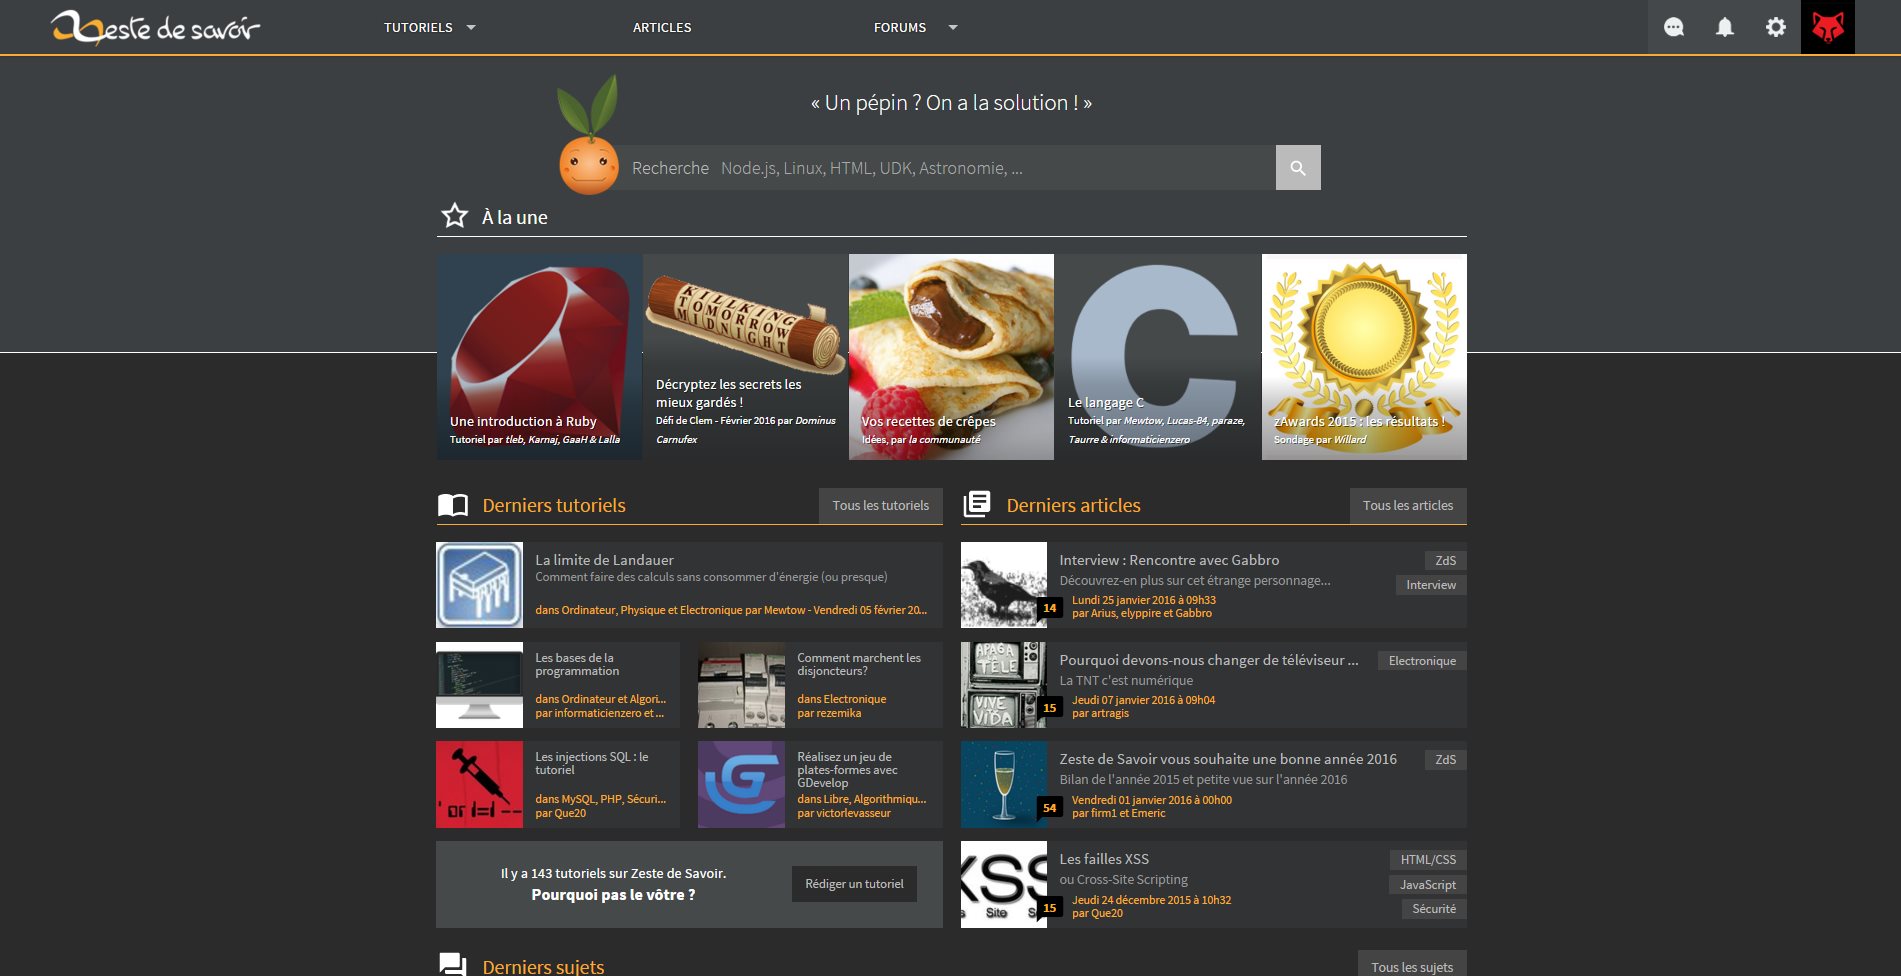 Zeste de savoir
TUTORIELS
ARTICLES
FORUMS
« Un pépin ? On a la solution ! »
Recherche Node.js, Linux, HTML, UDK, Astronomie, ...
À la une
Une introduction à Ruby
Tutoriel par tleb, Karnaj, GaaH & Lalla
KILLKING
TOMORROW
MIDNIGHT
Décryptez les secrets les
mieux gardés !
Défi de Clem - Février 2016 par Dominus
Carnufex
Vos recettes de crêpes
Idées, par la communauté
C
Le langage C
Tutoriel par Mewtow, Lucas-84, paraze,
Taurre & informaticienzero
zAwards 2015 : les résultats !
Sondage par Willard
Derniers tutoriels
Tous les tutoriels
La limite de Landauer
Comment faire des calculs sans consommer d'énergie (ou presque)
dans Ordinateur, Physique et Electronique par Mewtow - Vendredi 05 février 20...
Les bases de la
programmation
dans Ordinateur et Algori...
par informaticienzero et ...
Comment marchent les
disjoncteurs?
dans Electronique
par rezemika
Les injections SQL : le
tutoriel
dans MySQL, PHP, Sécuri...
par Que20
Réalisez un jeu de
plates-formes avec
GDevelop
dans Libre, Algorithmiqu...
par victorlevasseur
Il y a 143 tutoriels sur Zeste de Savoir.
Pourquoi pas le vôtre ?
Rédiger un tutoriel
Derniers articles
Tous les articles
Interview : Rencontre avec Gabbro
Découvrez-en plus sur cet étrange personnage...
14
Lundi 25 janvier 2016 à 09h33
par Arius, elyppire et Gabbro
ZdS
Interview
APAGA
LA
TELE
VIVE
TU
VIDA
Pourquoi devons-nous changer de téléviseur ...
La TNT c'est numérique
15
Jeudi 07 janvier 2016 à 09h04
par artragis
Electronique
Zeste de Savoir vous souhaite une bonne année 2016
Bilan de l'année 2015 et petite vue sur l'année 2016
54
Vendredi 01 janvier 2016 à 00h00
par firm1 et Emeric
ZdS
XSS
Site
Les failles XSS
ou Cross-Site Scripting
15
Jeudi 24 décembre 2015 à 10h32
par Que20
HTML/CSS
JavaScript
Sécurité
Derniers sujets
Tous les sujets